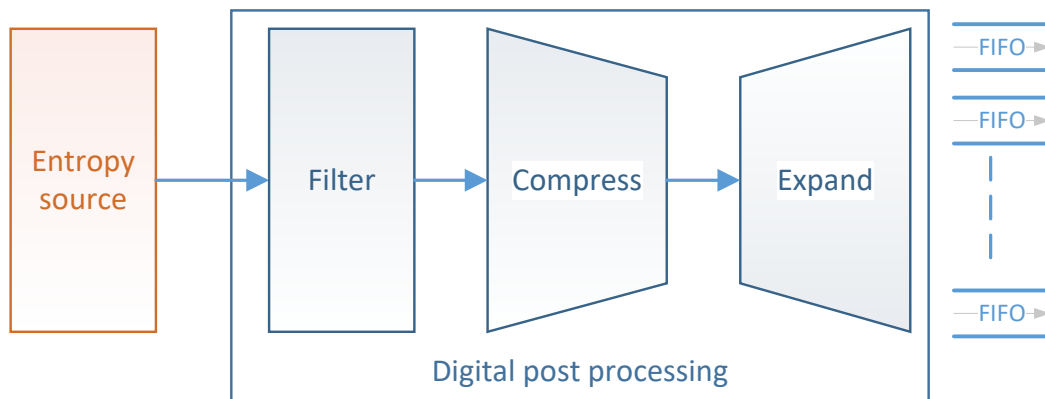 Entropy
source
Filter
Compress
Expand
FIFO
FIFO
FIFO
Digital post processing